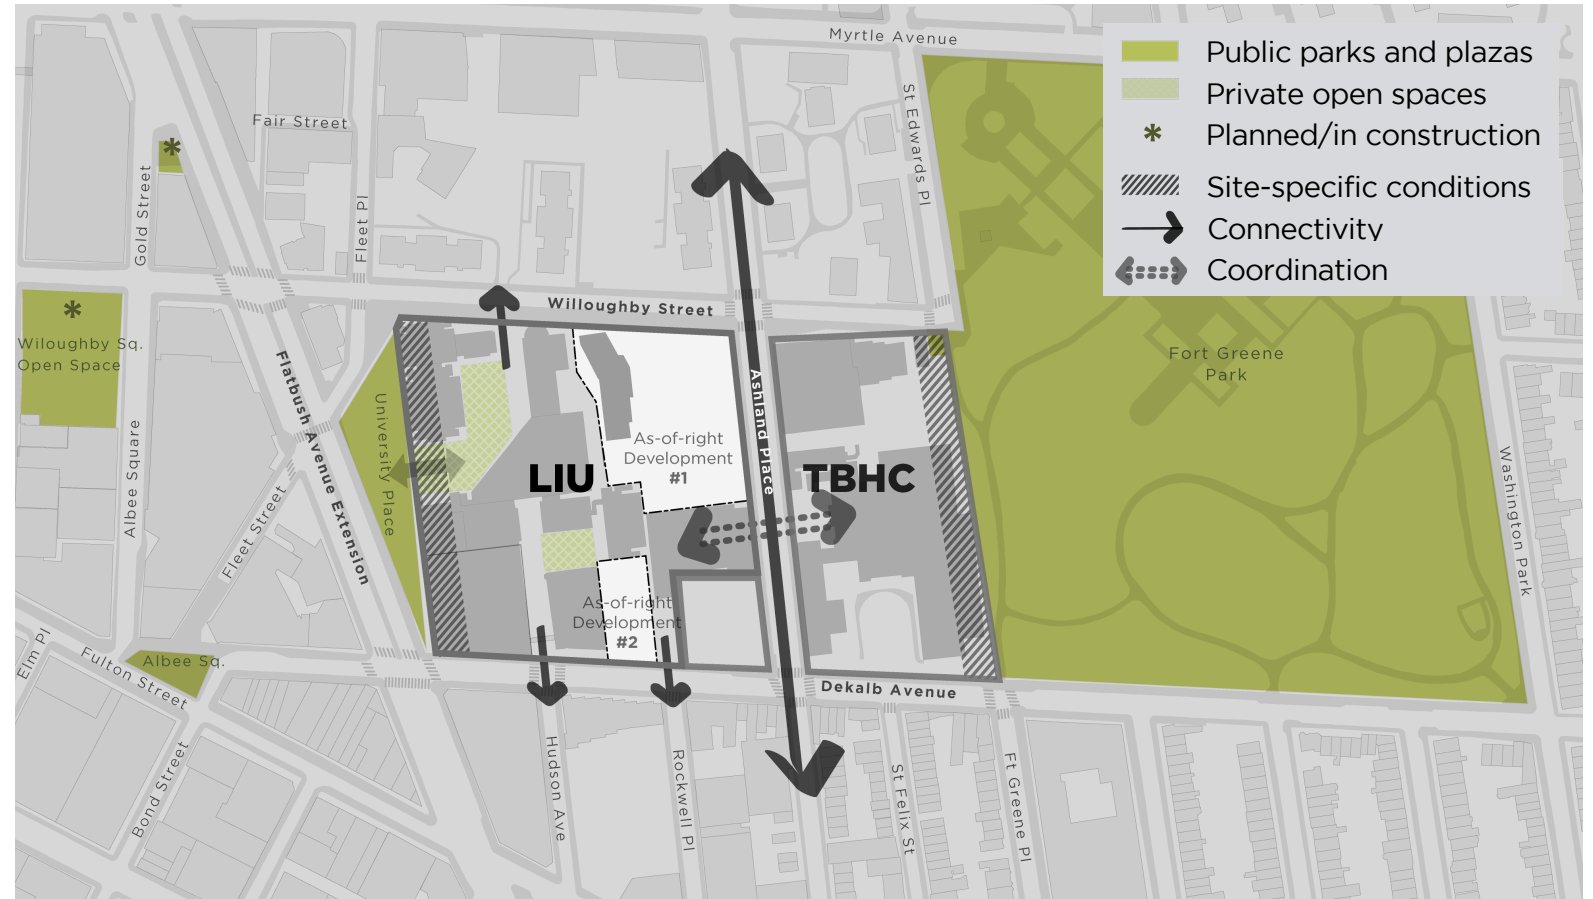 Myrtle Avenue
Public parks and plazas
Private open spaces
* Planned/in construction
Site-specific conditions
Connectivity
Coordination
Fair Street
St Edwards Pl
*
Gold Street
Fleet Pl
Willoughby Street
*
Wiloughby Sq.
Open Space
Flatbush Avenue Extension
University Place
Albee Square
Fleet Street
LIU
As-of-right
Development
#1
Ashland Place
TBHC
Fort Greene
Park
Washington Park
As-of-right
Development
#2
Elm Pl
Fulton Street
Albee Sq.
Dekalb Avenue
Bond Street
Hudson Ave
Rockwell Pl
St Felix St
Ft Greene Pl